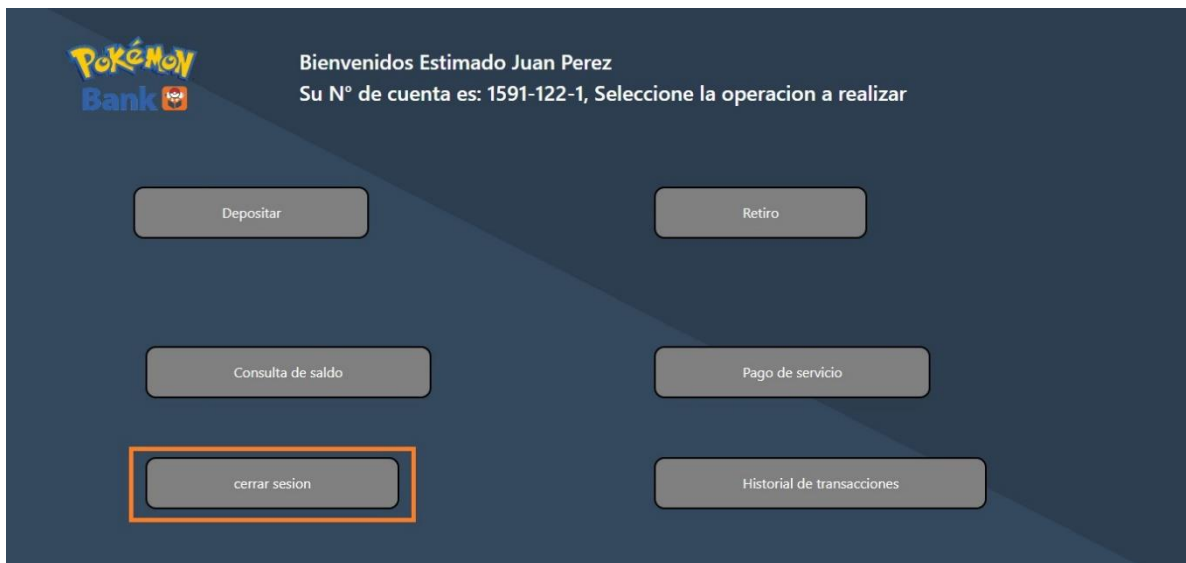 PokéMon
Bank
Bienvenidos Estimado Juan Perez
Su N° de cuenta es: 1591-122-1, Seleccione la operacion a realizar
Depositar
Retiro
Consulta de saldo
Pago de servicio
cerrar sesion
Historial de transacciones